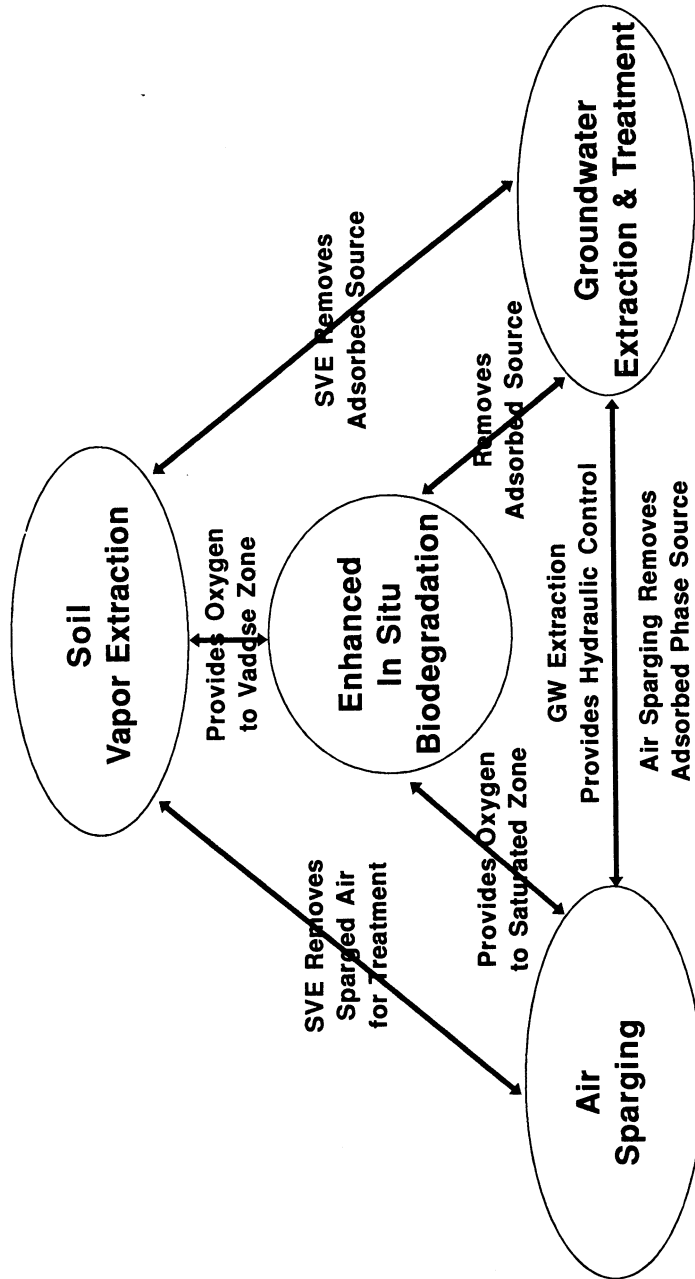 Soil
Vapor Extraction
SVE Removes
Sparged Air
for Treatment
Provides Oxygen
to Vadose Zone
SVE Removes
Adsorbed Source
Enhanced
In Situ
Biodegradation
Provides Oxygen
to Saturated Zone
Removes
Adsorbed Source
Air
Sparging
GW Extraction
Provides Hydraulic Control
Air Sparging Removes
Adsorbed Phase Source
Groundwater
Extraction & Treatment